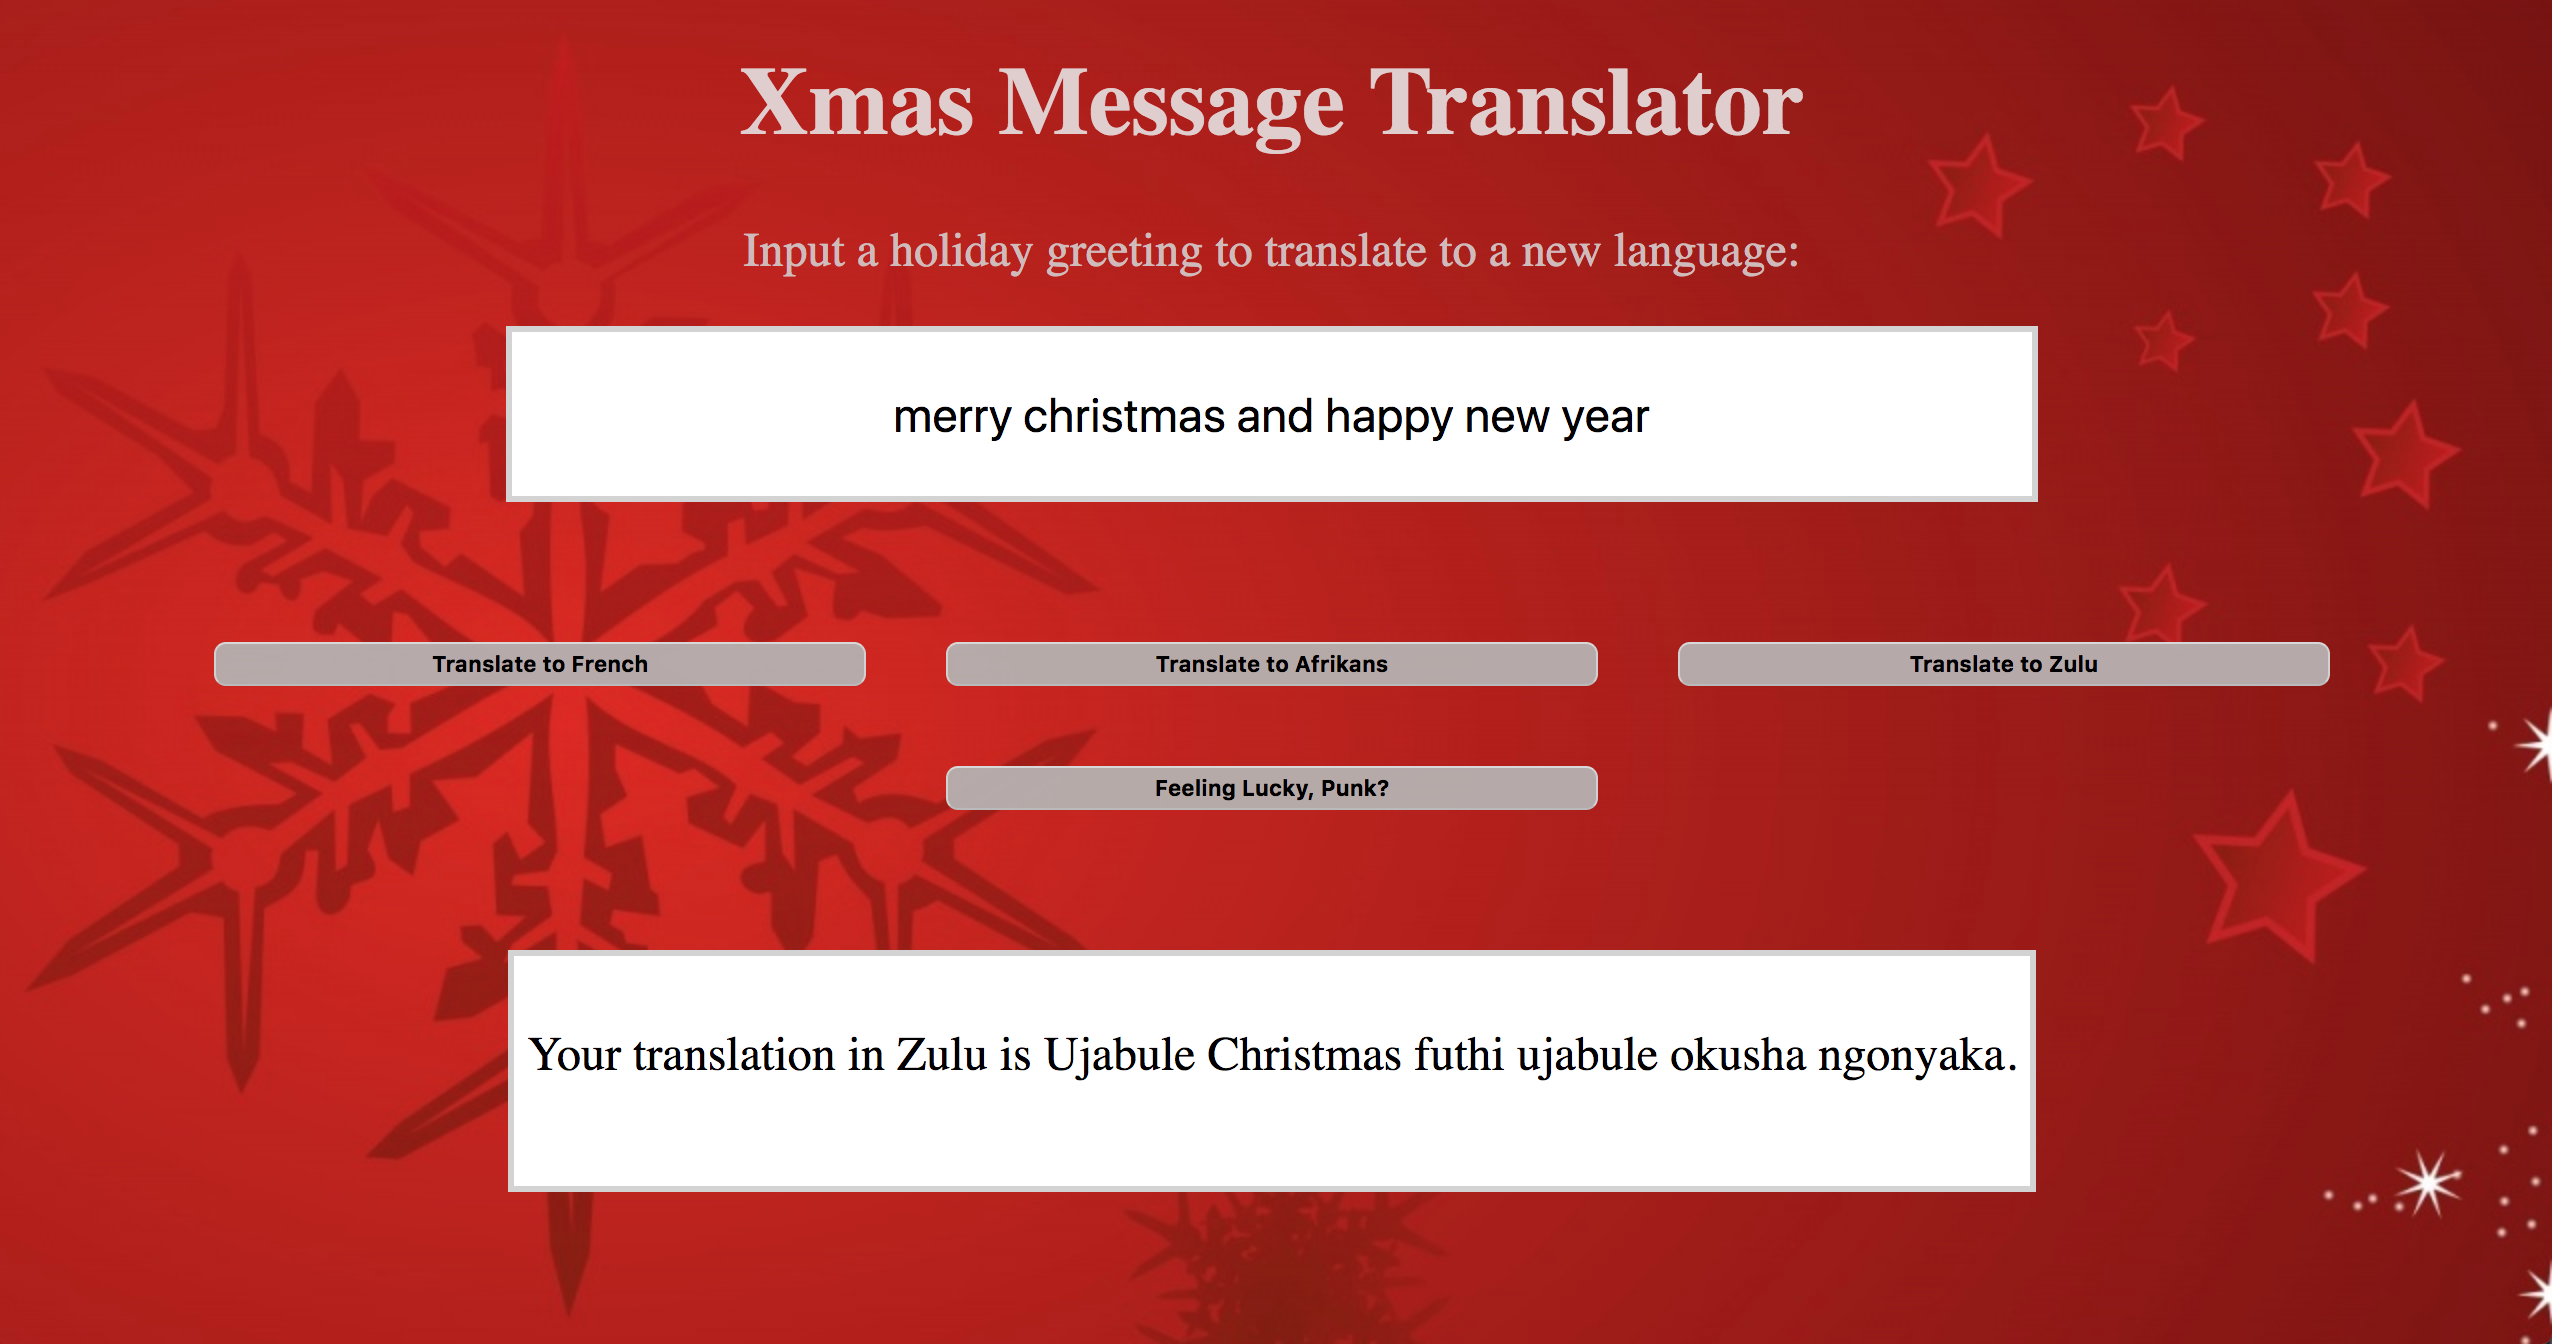 Xmas Message Translator
Input a holiday greeting to translate to a new language:
merry christmas and happy new year
Translate to French
Translate to Afrikans
Translate to Zulu
Feeling Lucky, Punk?
Your translation in Zulu is Ujabule Christmas futhi ujabule okusha ngonyaka.